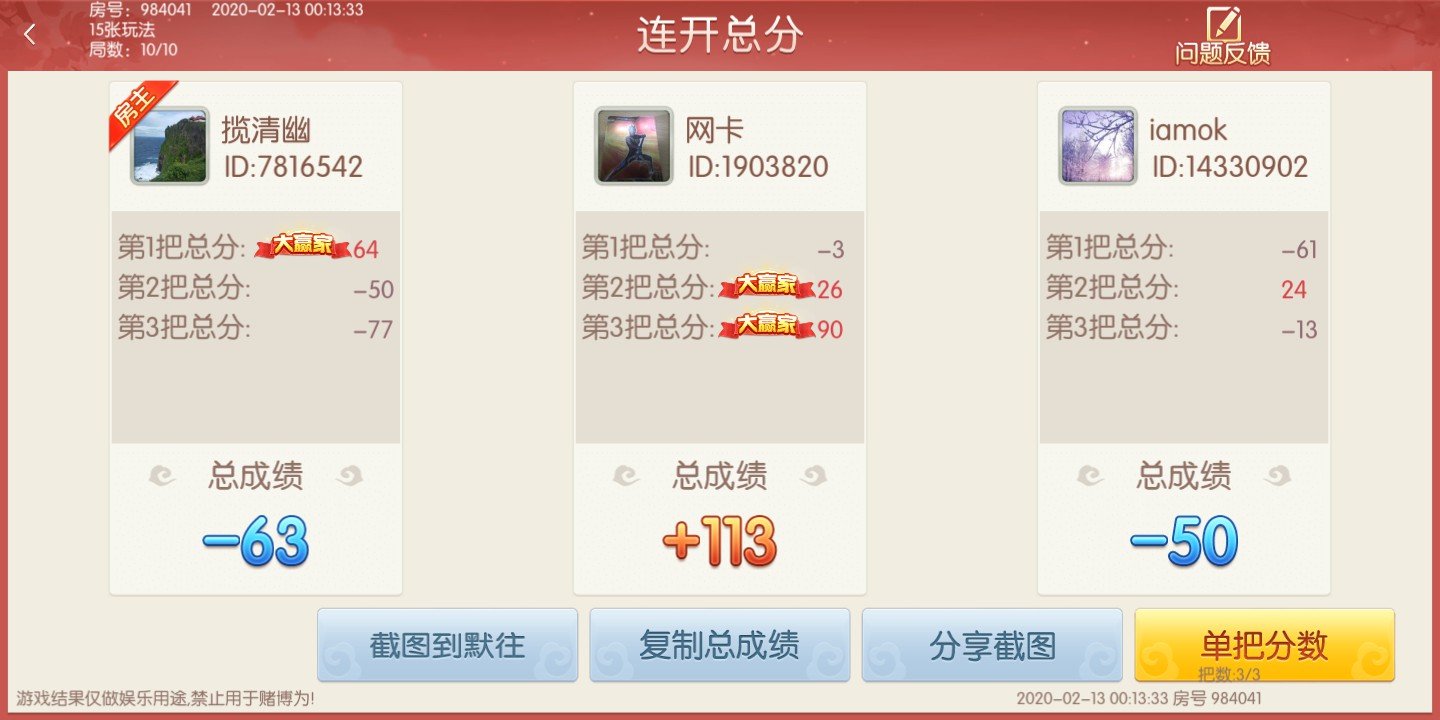 房号：984041 2020-02-13 00:13:33
15张玩法
局数：10/10
连开总分
问题反馈
房主
揽清幽
ID:7816542
第1把总分: 大赢家 64
第2把总分: -50
第3把总分: -77
总成绩
-63
网卡
ID:1903820
第1把总分: -3
第2把总分: 大赢家 26
第3把总分: 大赢家 90
总成绩
+113
iamok
ID:14330902
第1把总分: -61
第2把总分: 24
第3把总分: -13
总成绩
-50
截图到默往
复制总成绩
分享截图
单把分数
把数:3/3
游戏结果仅做娱乐用途,禁止用于赌博为!
2020-02-13 00:13:33 房号 984041